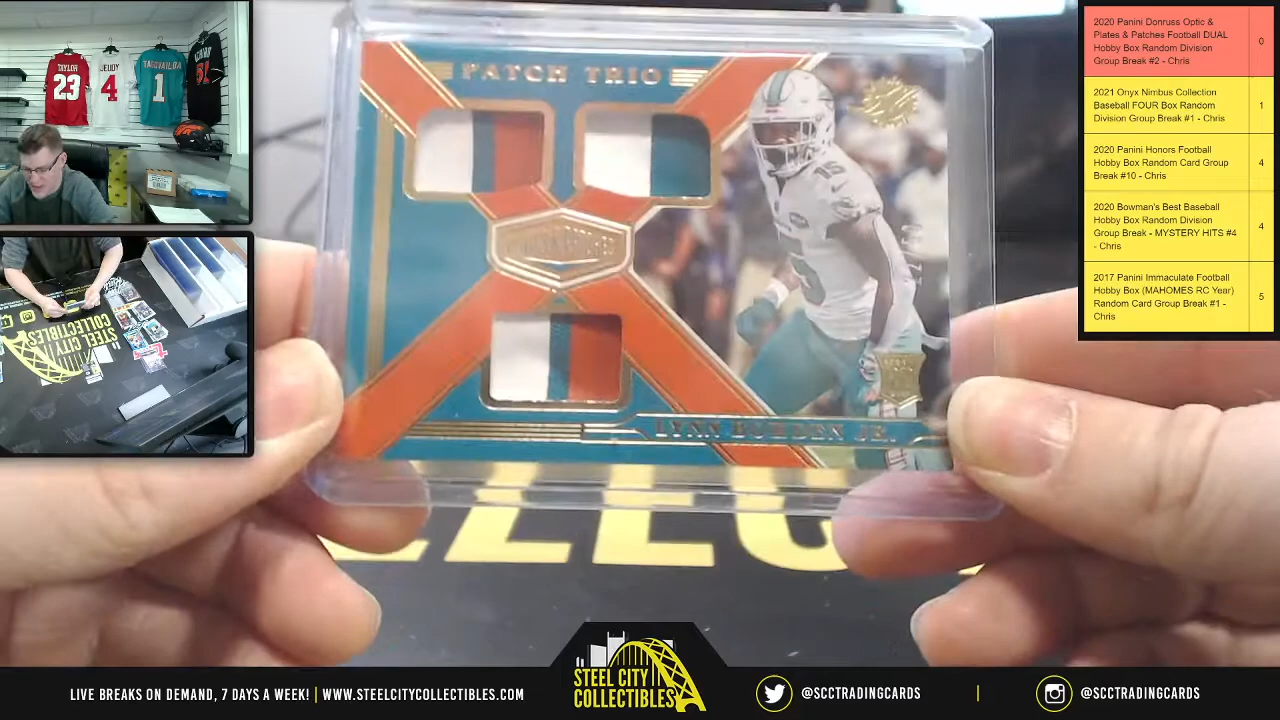 TAYLOR
23
JEUDY
4
TAGOVAILOA
1
STEEL CITY
COLLECTIBLES
PATCH TRIO
15
LYNN BOWDEN JR.
2020 Panini Donruss Optic &
Plates & Patches Football DUAL
Hobby Box Random Division
Group Break #2 - Chris
0
2021 Onyx Nimbus Collection
Baseball FOUR Box Random
Division Group Break #1 - Chris
1
2020 Panini Honors Football
Hobby Box Random Card Group
Break #10 - Chris
4
2020 Bowman's Best Baseball
Hobby Box Random Division
Group Break - MYSTERY HITS #4
- Chris
4
2017 Panini Immaculate Football
Hobby Box (MAHOMES RC Year)
Random Card Group Break #1 -
Chris
5
LIVE BREAKS ON DEMAND, 7 DAYS A WEEK! | WWW.STEELCITYCOLLECTIBLES.COM
STEEL CITY
COLLECTIBLES
@SCCTRADINGCARDS
@SCCTRADINGCARDS